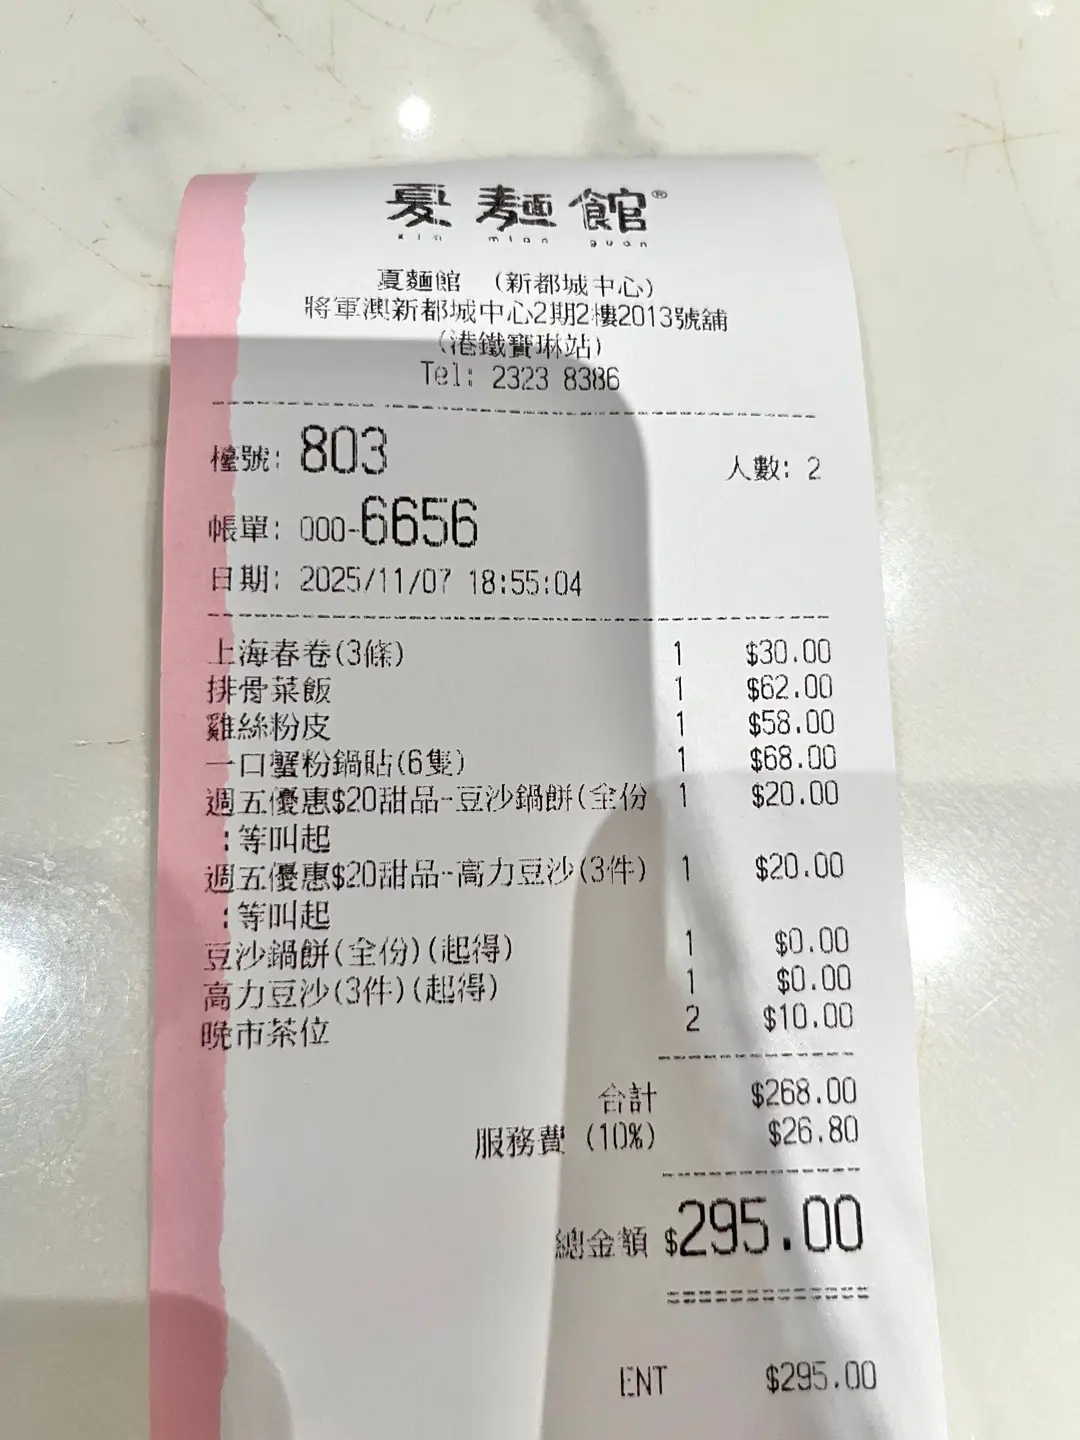 夏麵館®
xia mian guan
夏麵館 (新都城中心)
將軍澳新都城中心2期2樓2013號舖
(港鐵寶琳站)
Tel: 2323 8386
檯號: 803 人數: 2
帳單: 000-6656
日期: 2025/11/07 18:55:04
上海春卷(3條) 1 $30.00
排骨菜飯 1 $62.00
雞絲粉皮 1 $58.00
一口蟹粉鍋貼(6隻) 1 $68.00
週五優惠$20甜品-豆沙鍋餅(全份 1 $20.00
:等叫起
週五優惠$20甜品-高力豆沙(3件) 1 $20.00
:等叫起
豆沙鍋餅(全份)(起得) 1 $0.00
高力豆沙(3件)(起得) 1 $0.00
晚市茶位 2 $10.00
合計 $268.00
服務費 (10%) $26.80
總金額 $295.00
ENT $295.00